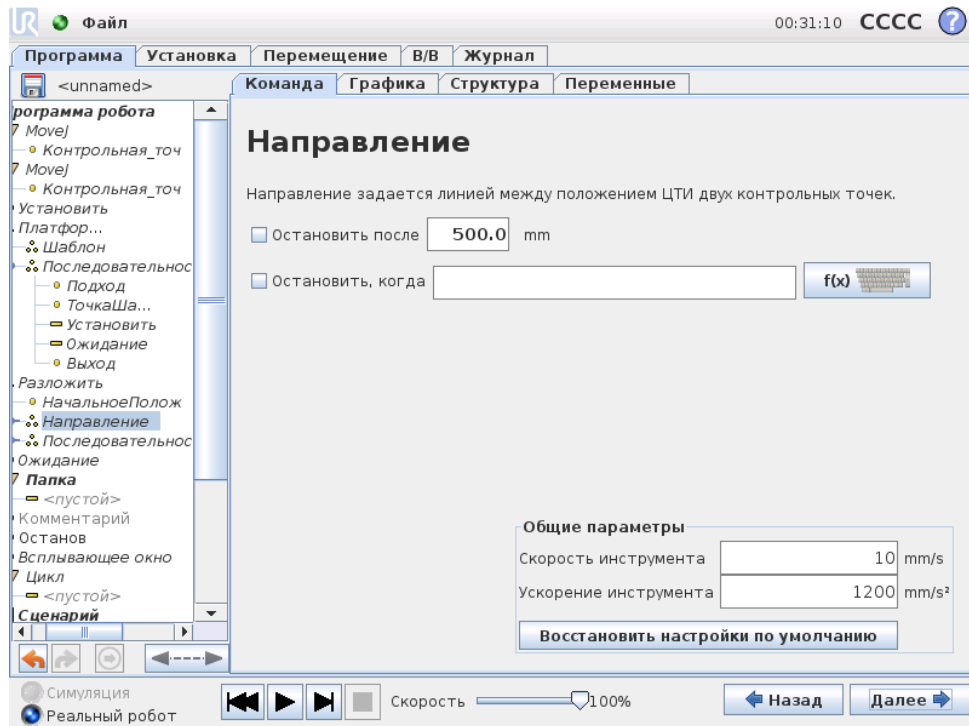 Файл 00:31:10 CCCC ?
Программа Установка Перемещение В/В Журнал
<unnamed> Команда Графика Структура Переменные
рограмма робота
MoveJ
Контрольная_точ
MoveJ
Контрольная_точ
Установить
Платфор...
Шаблон
Последовательнос
Подход
ТочкаШа...
Установить
Ожидание
Выход
Разложить
НачальноеПолож
Направление
Последовательнос
Ожидание
Папка
<пустой>
Комментарий
Останов
Всплывающее окно
Цикл
<пустой>
Сценарий
Направление
Направление задается линией между положением ЦТИ двух контрольных точек.
Остановить после 500.0 mm
Остановить, когда f(x)
Общие параметры
Скорость инструмента 10 mm/s
Ускорение инструмента 1200 mm/s²
Восстановить настройки по умолчанию
Симуляция
Реальный робот
Скорость 100%
Назад Далее